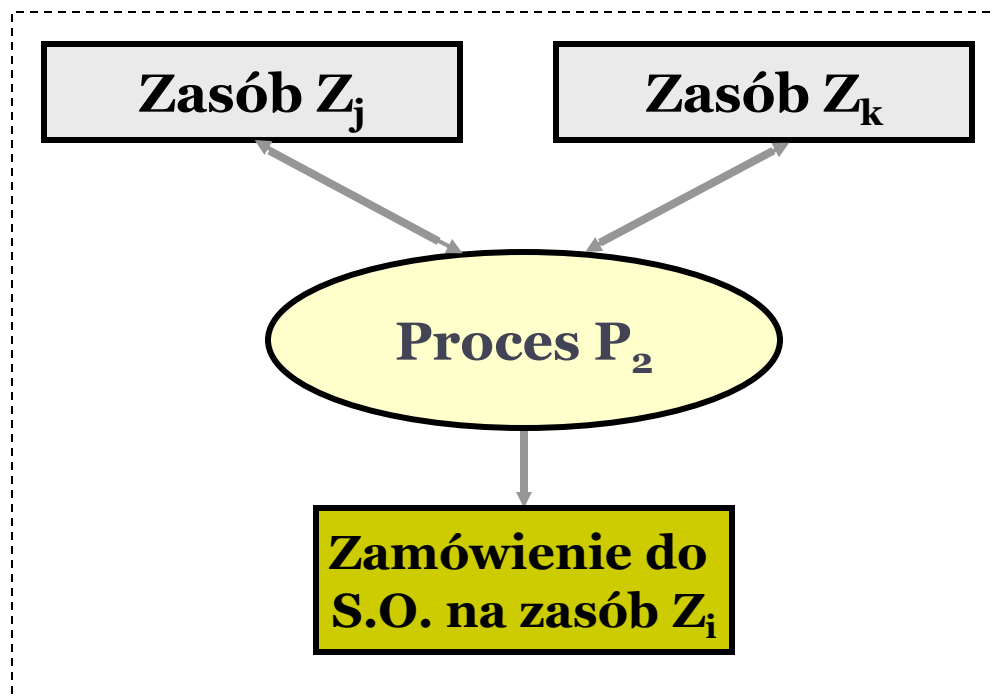 Zasób Zj
Zasób Zk
Proces P2
Zamówienie do
S.O. na zasób Zi